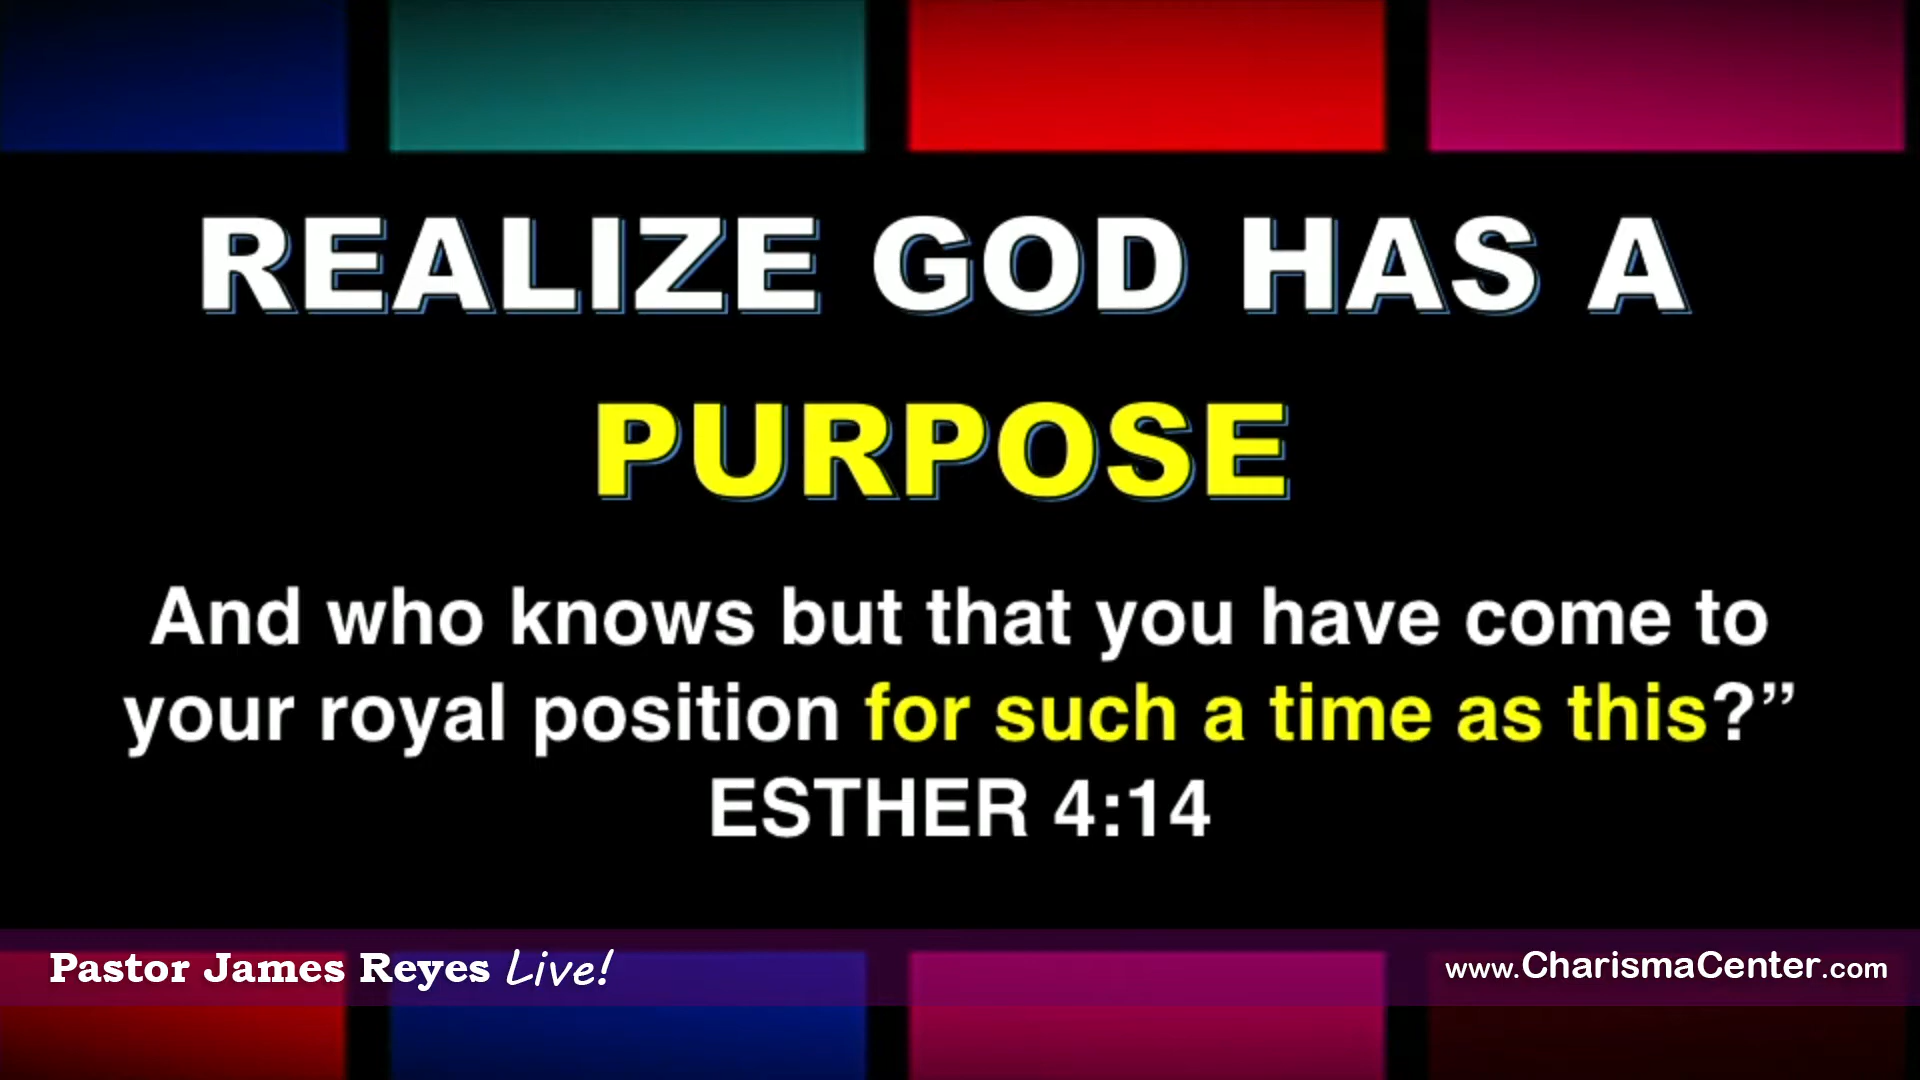 REALIZE GOD HAS A
PURPOSE
And who knows but that you have come to
your royal position for such a time as this?”
ESTHER 4:14
Pastor James Reyes Live!
www.CharismaCenter.com